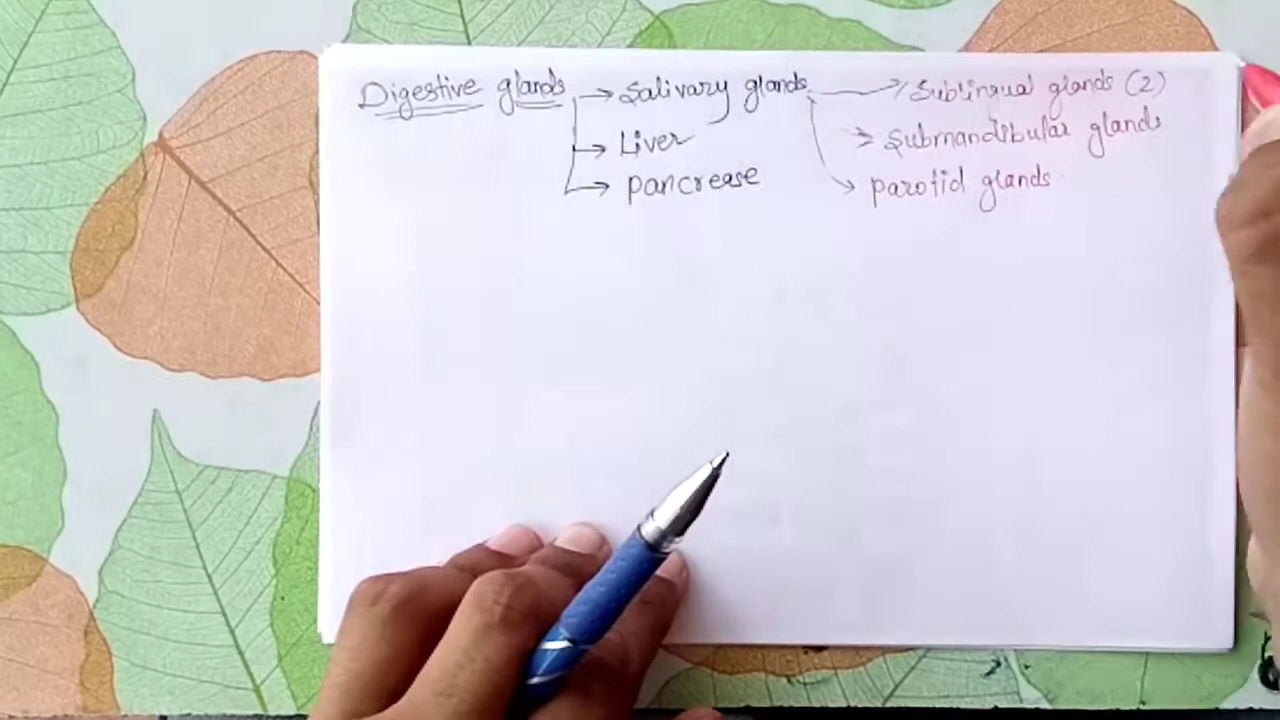 Digestive glands → Salivary glands → Sublingual glands (2)
→ Liver → Submandibular glands
→ pancrease → parotid glands